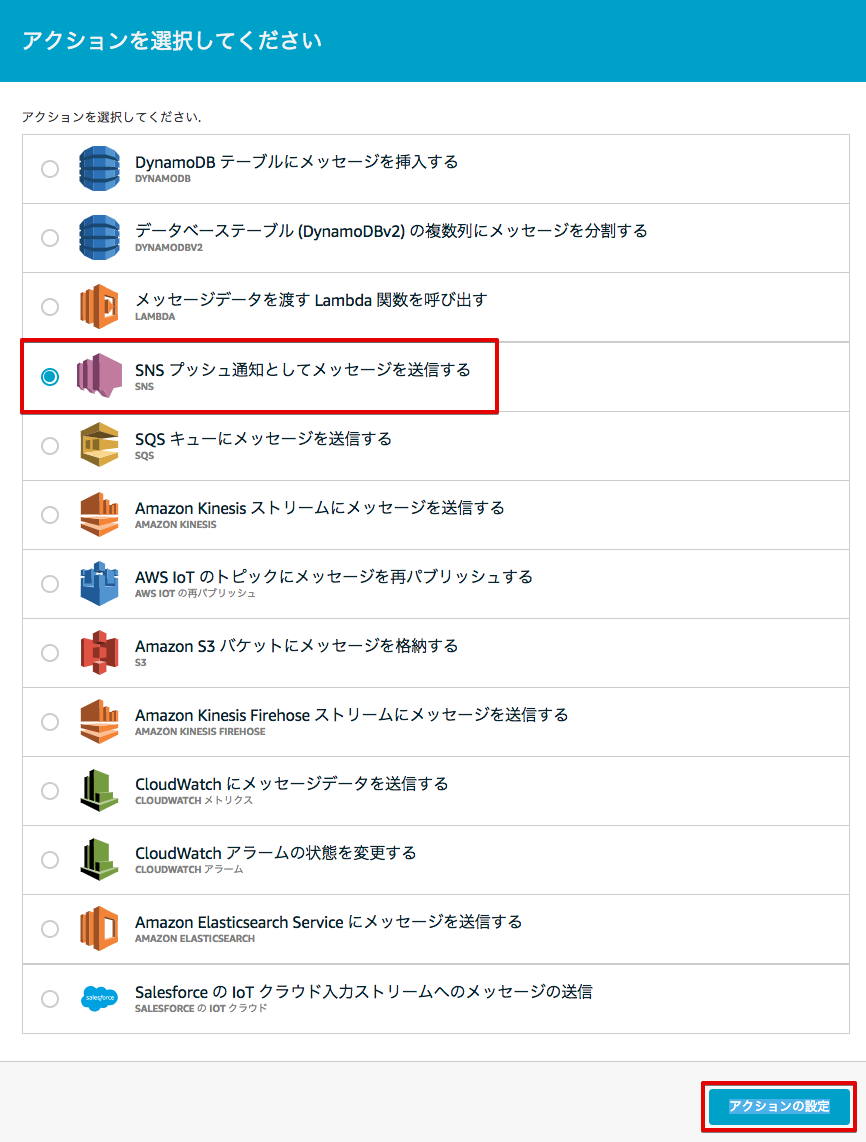 アクションを選択してください
アクションを選択してください.
DynamoDB テーブルにメッセージを挿入する
DYNAMODB
データベーステーブル (DynamoDBv2) の複数列にメッセージを分割する
DYNAMODBV2
メッセージデータを渡す Lambda 関数を呼び出す
LAMBDA
SNS プッシュ通知としてメッセージを送信する
SNS
SQS キューにメッセージを送信する
SQS
Amazon Kinesis ストリームにメッセージを送信する
AMAZON KINESIS
AWS IoT のトピックにメッセージを再パブリッシュする
AWS IOT の再パブリッシュ
Amazon S3 バケットにメッセージを格納する
S3
Amazon Kinesis Firehose ストリームにメッセージを送信する
AMAZON KINESIS FIREHOSE
CloudWatch にメッセージデータを送信する
CLOUDWATCH メトリクス
CloudWatch アラームの状態を変更する
CLOUDWATCH アラーム
Amazon Elasticsearch Service にメッセージを送信する
AMAZON ELASTICSEARCH
salesforce
Salesforce の IoT クラウド入力ストリームへのメッセージの送信
SALESFORCE の IOT クラウド
アクションの設定